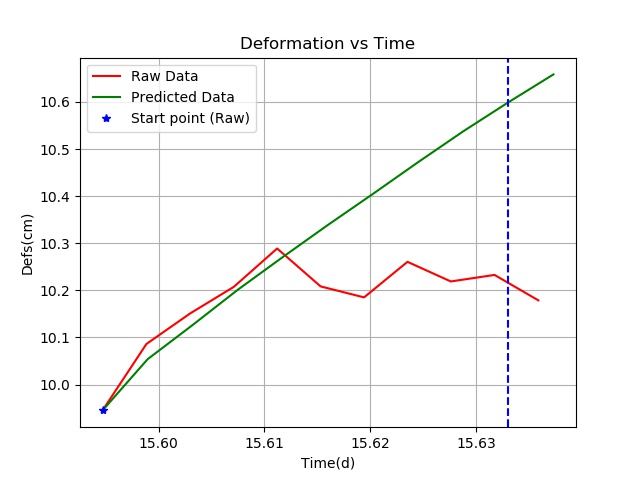 Deformation vs Time
Raw Data
Predicted Data
Start point (Raw)
10.6
10.5
10.4
10.3
10.2
10.1
10.0
Defs(cm)
15.60 15.61 15.62 15.63
Time(d)